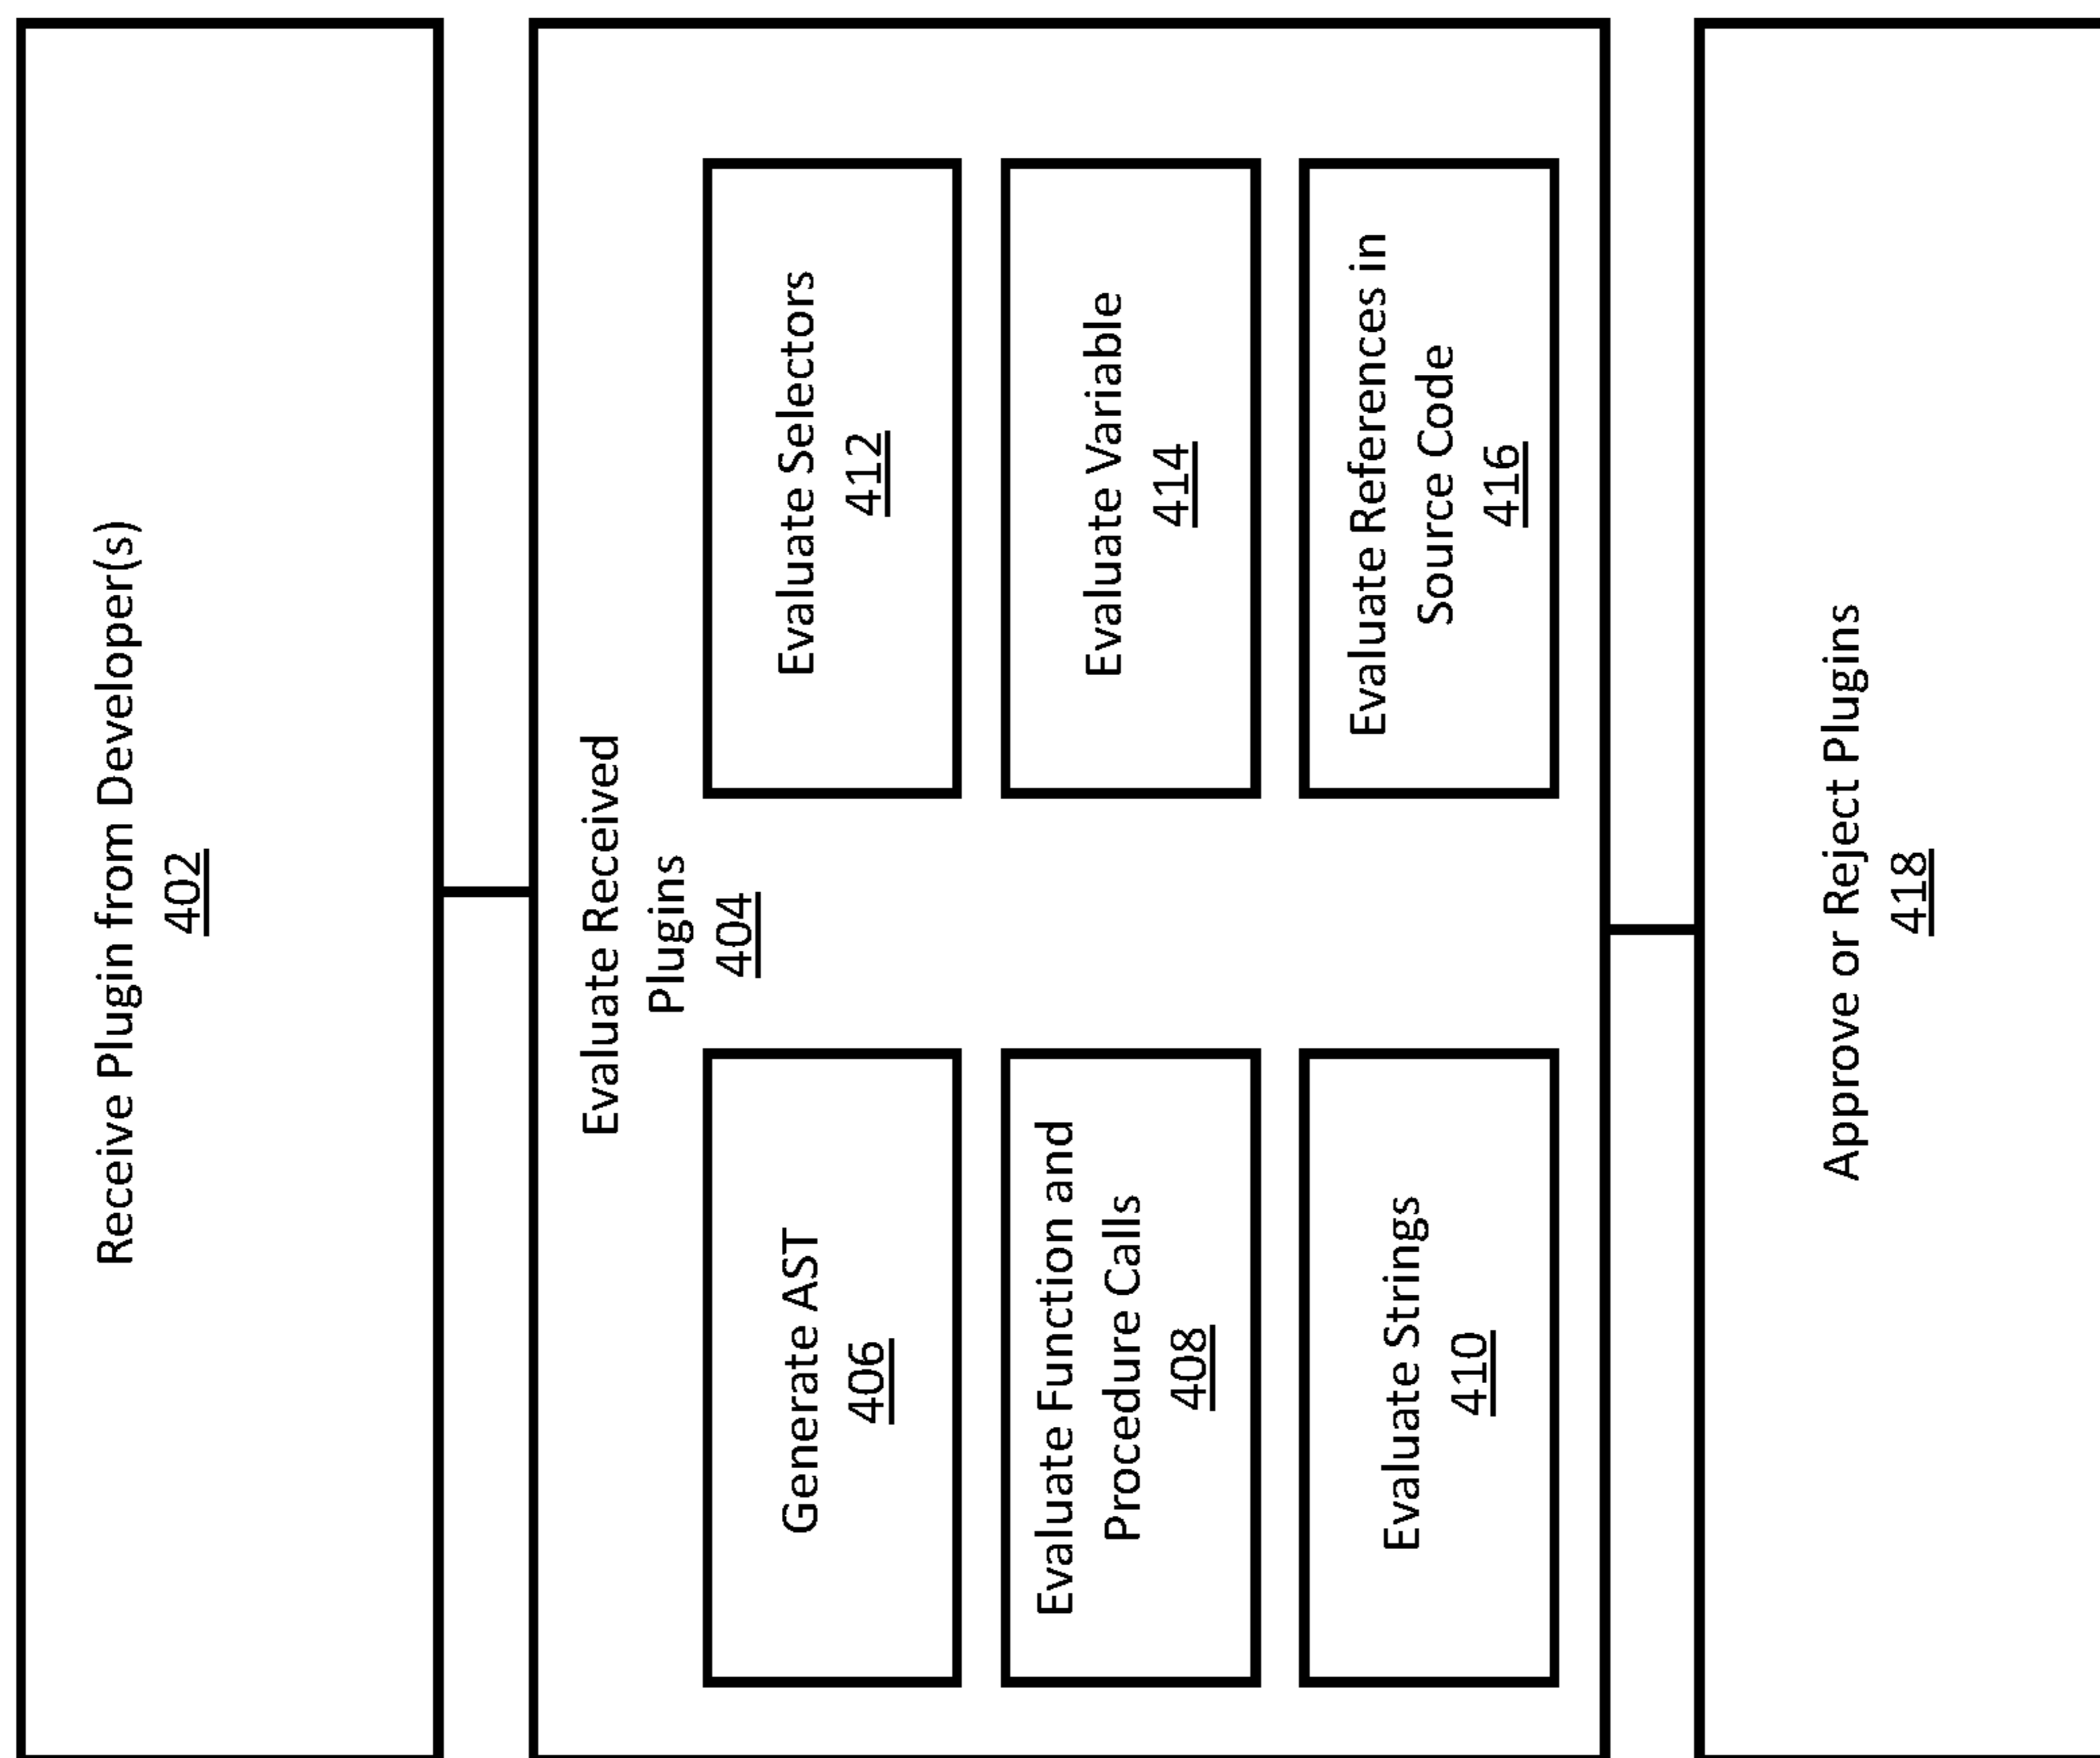 Receive Plugin from Developer(s)
402
Evaluate Received
Plugins
404
Generate AST
406
Evaluate Function and
Procedure Calls
408
Evaluate Strings
410
Evaluate Selectors
412
Evaluate Variable
414
Evaluate References in
Source Code
416
Approve or Reject Plugins
418